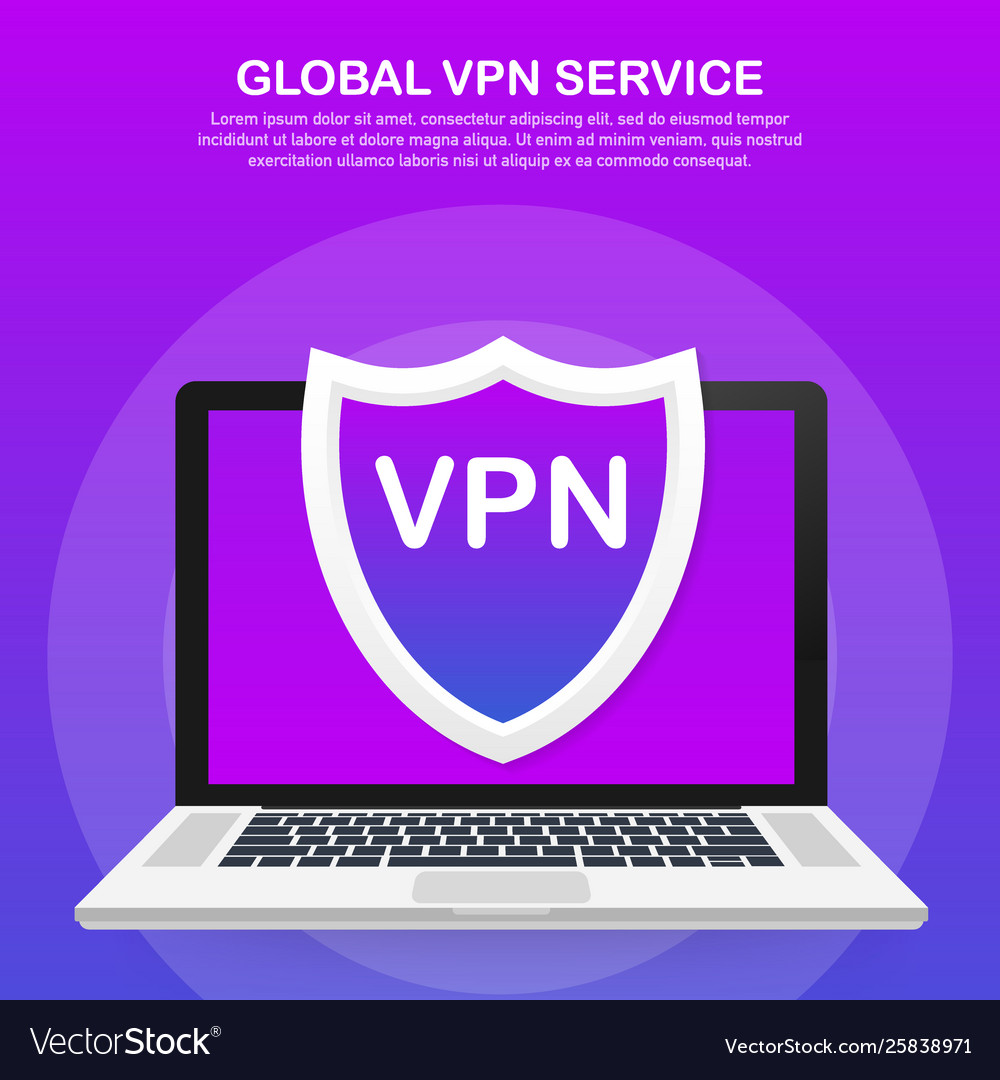 GLOBAL VPN SERVICE
Lorem ipsum dolor sit amet, consectetur adipiscing elit, sed do eiusmod tempor
incididunt ut labore et dolore magna aliqua. Ut enim ad minim veniam, quis nostrud
exercitation ullamco laboris nisi ut aliquip ex ea commodo consequat.
VPN
VectorStock®
VectorStock.com/25838971